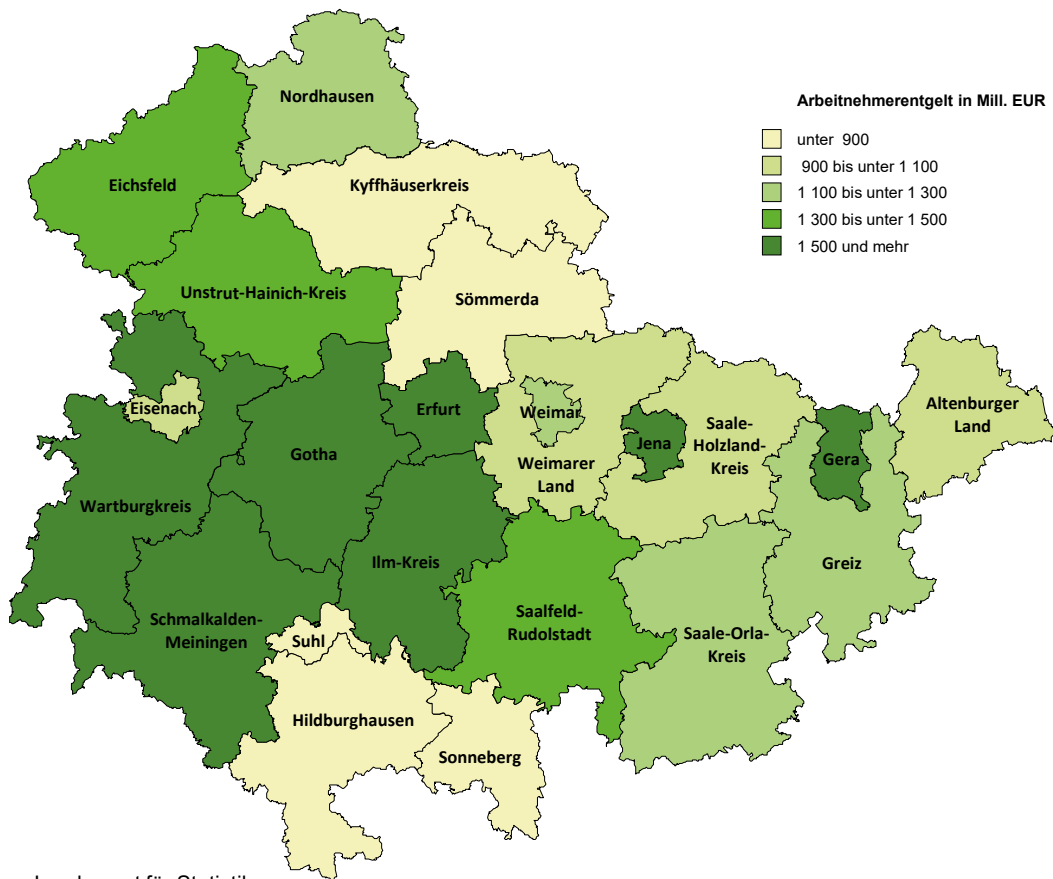 Nordhausen
Arbeitnehmerentgelt in Mill. EUR
unter 900
900 bis unter 1 100
1 100 bis unter 1 300
1 300 bis unter 1 500
1 500 und mehr
Eichsfeld
Kyffhäuserkreis
Unstrut-Hainich-Kreis
Sömmerda
Eisenach
Erfurt
Weimar
Altenburger
Land
Gotha
Jena
Saale-
Holzland-
Kreis
Gera
Weimarer
Land
Wartburgkreis
Ilm-Kreis
Greiz
Schmalkalden-
Meiningen
Suhl
Saalfeld-
Rudolstadt
Saale-Orla-
Kreis
Hildburghausen
Sonneberg